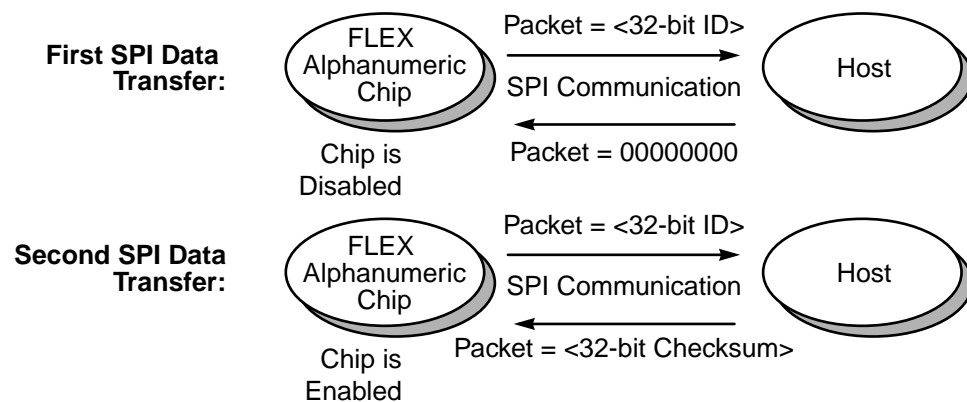 First SPI Data
Transfer:
FLEX
Alphanumeric
Chip
Packet = <32-bit ID>
SPI Communication
Packet = 00000000
Host
Chip is
Disabled
Second SPI Data
Transfer:
FLEX
Alphanumeric
Chip
Packet = <32-bit ID>
SPI Communication
Packet = <32-bit Checksum>
Host
Chip is
Enabled